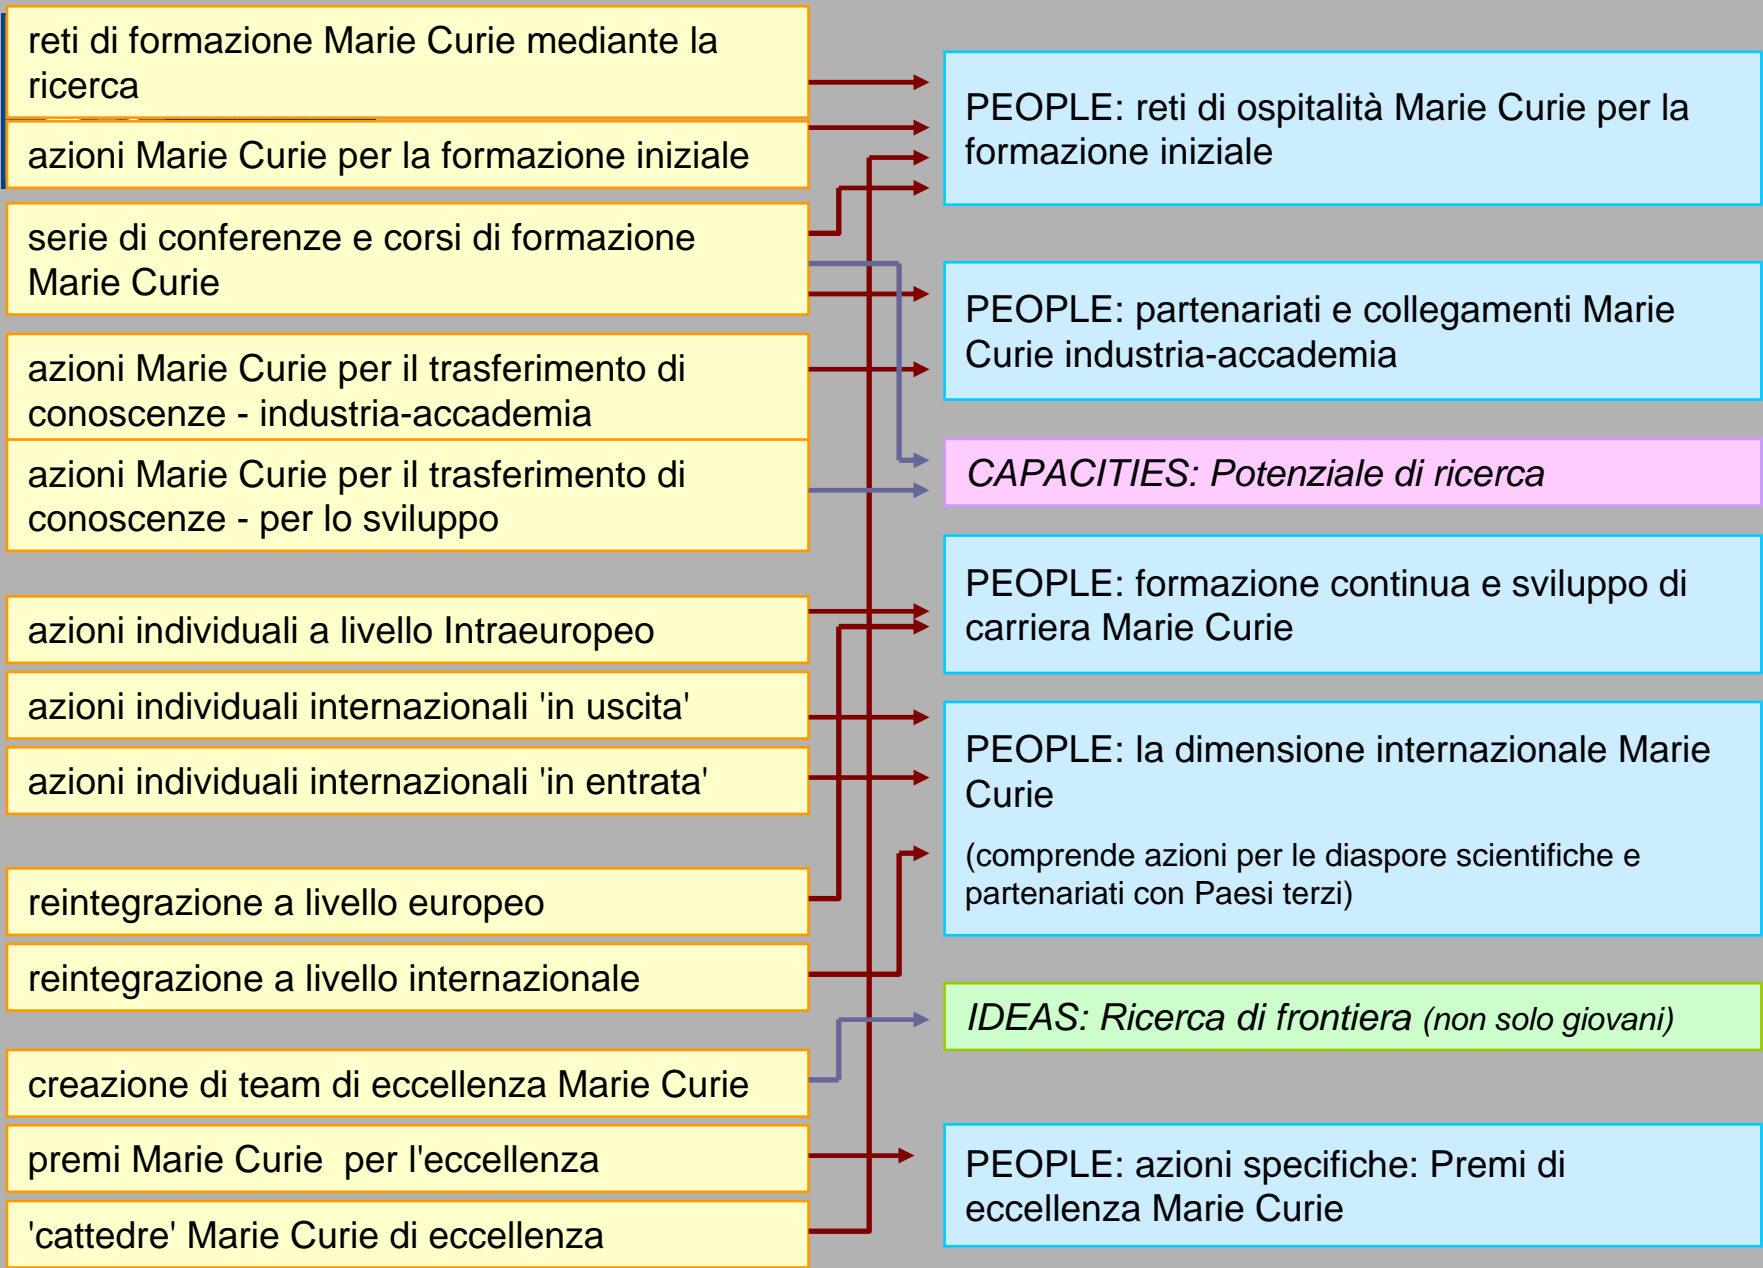 reti di formazione Marie Curie mediante la
ricerca
azioni Marie Curie per la formazione iniziale
serie di conferenze e corsi di formazione
Marie Curie
azioni Marie Curie per il trasferimento di
conoscenze - industria-accademia
azioni Marie Curie per il trasferimento di
conoscenze - per lo sviluppo
azioni individuali a livello Intraeuropeo
azioni individuali internazionali 'in uscita'
azioni individuali internazionali 'in entrata'
reintegrazione a livello europeo
reintegrazione a livello internazionale
creazione di team di eccellenza Marie Curie
premi Marie Curie  per l'eccellenza
'cattedre' Marie Curie di eccellenza
PEOPLE: reti di ospitalità Marie Curie per la
formazione iniziale
PEOPLE: partenariati e collegamenti Marie
Curie industria-accademia
CAPACITIES: Potenziale di ricerca
PEOPLE: formazione continua e sviluppo di
carriera Marie Curie
PEOPLE: la dimensione internazionale Marie
Curie
(comprende azioni per le diaspore scientifiche e
partenariati con Paesi terzi)
IDEAS: Ricerca di frontiera (non solo giovani)
PEOPLE: azioni specifiche: Premi di
eccellenza Marie Curie